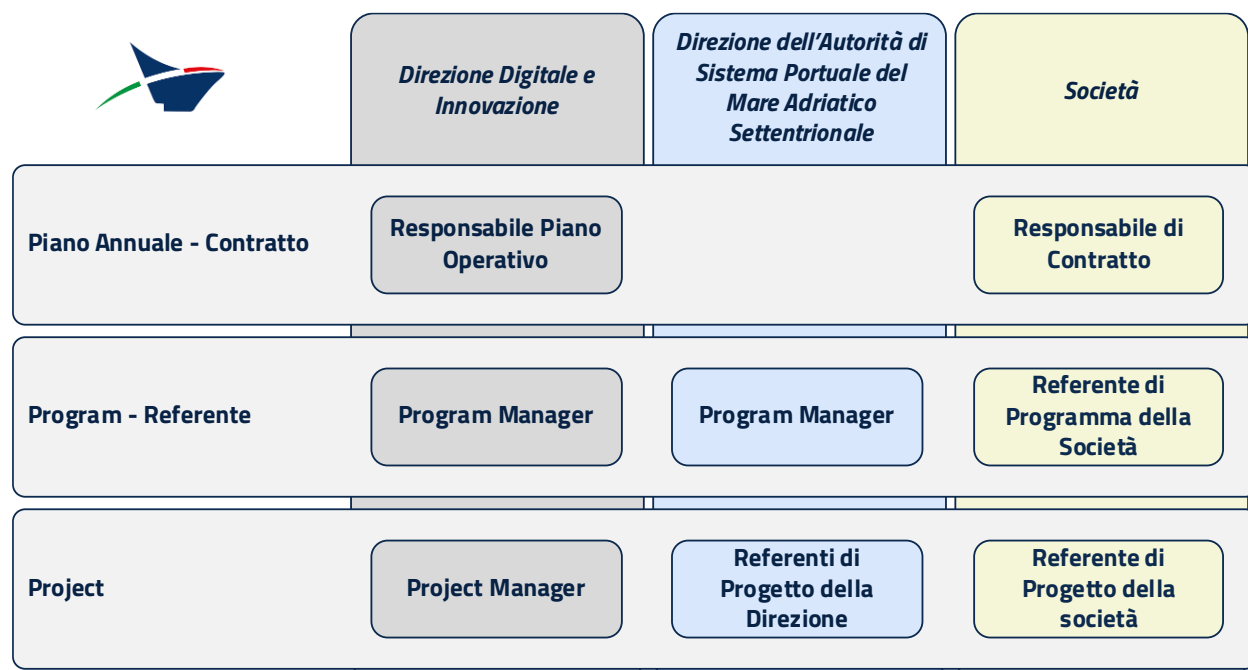 Direzione Digitale e
Innovazione
Direzione dell'Autorità di
Sistema Portuale del
Mare Adriatico
Settentrionale
Società
Piano Annuale - Contratto
Responsabile Piano
Operativo
Responsabile di
Contratto
Program - Referente
Program Manager
Program Manager
Referente di
Programma della
Società
Project
Project Manager
Referenti di
Progetto della
Direzione
Referente di
Progetto della
società